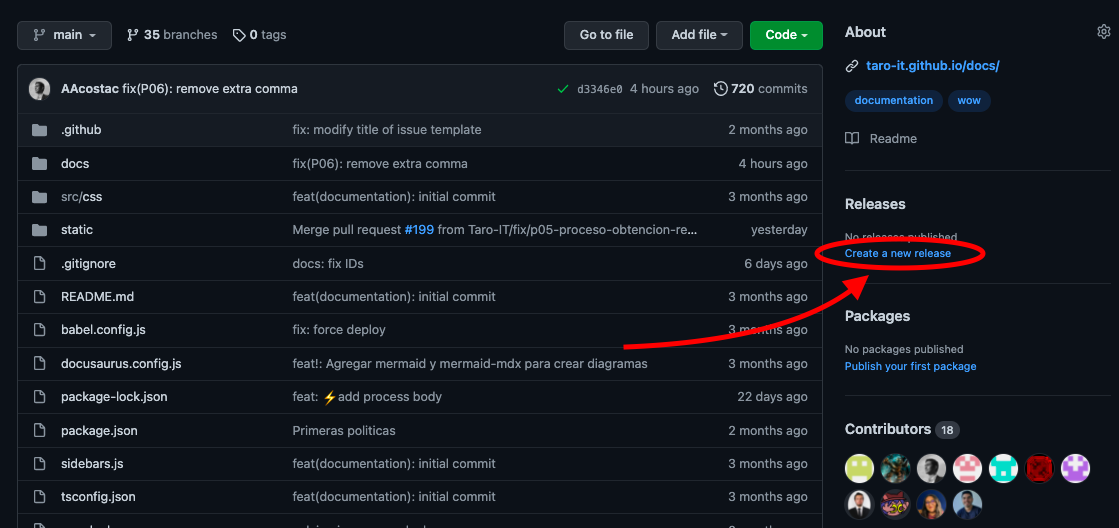 main
35 branches
0 tags
Go to file
Add file
Code
AAcostac fix(P06): remove extra comma
d3346e0 4 hours ago
720 commits
.github
fix: modify title of issue template
2 months ago
docs
fix(P06): remove extra comma
4 hours ago
src/css
feat(documentation): initial commit
3 months ago
static
Merge pull request #199 from Taro-IT/fix/p05-proceso-obtencion-re...
yesterday
.gitignore
docs: fix IDs
6 days ago
README.md
feat(documentation): initial commit
3 months ago
babel.config.js
fix: force deploy
3 months ago
docusaurus.config.js
feat!: Agregar mermaid y mermaid-mdx para crear diagramas
3 months ago
package-lock.json
feat: ⚡add process body
22 days ago
package.json
Primeras politicas
2 months ago
sidebars.js
feat(documentation): initial commit
3 months ago
tsconfig.json
feat(documentation): initial commit
3 months ago
About
taro-it.github.io/docs/
documentation
wow
Readme
Releases
No releases published
Create a new release
Packages
No packages published
Publish your first package
Contributors 18